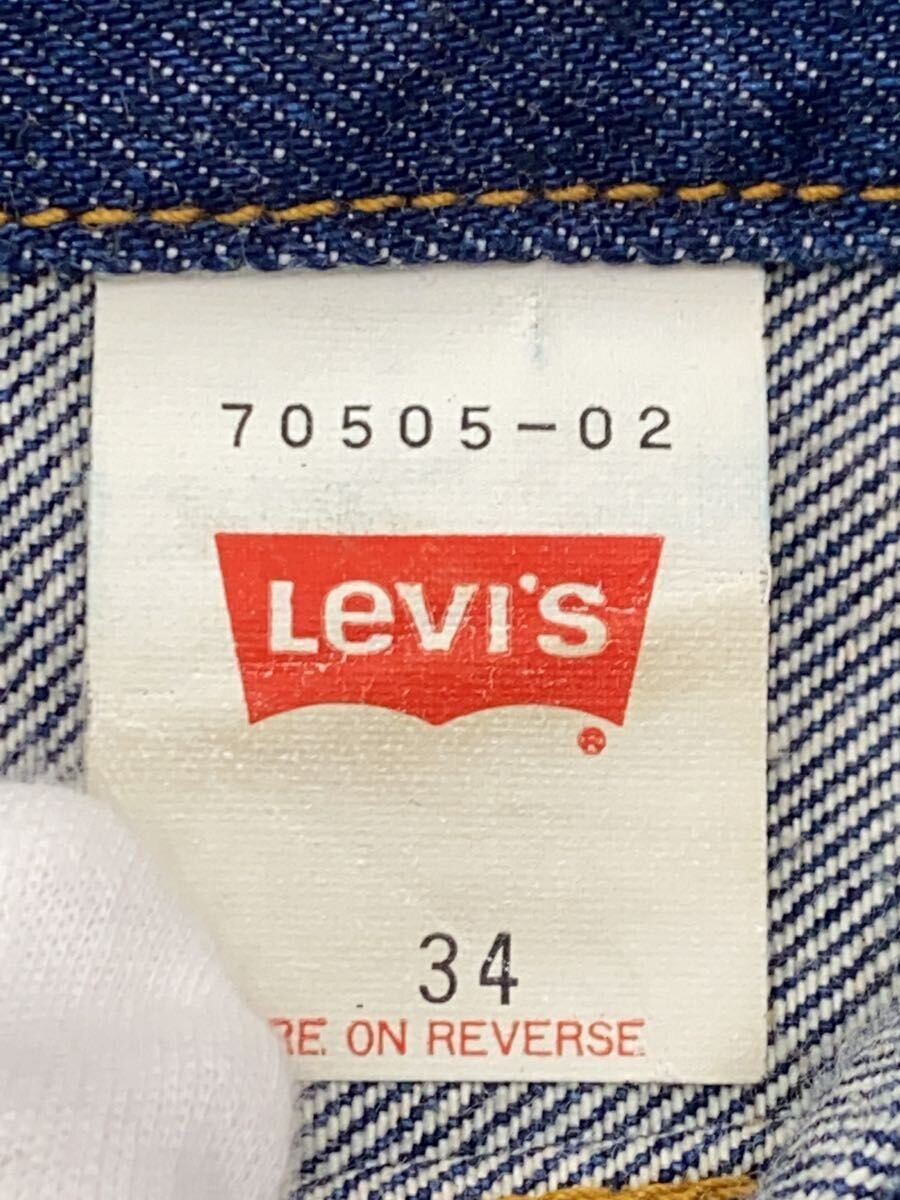 70505-02
Levi's
®
34
RE ON REVERSE